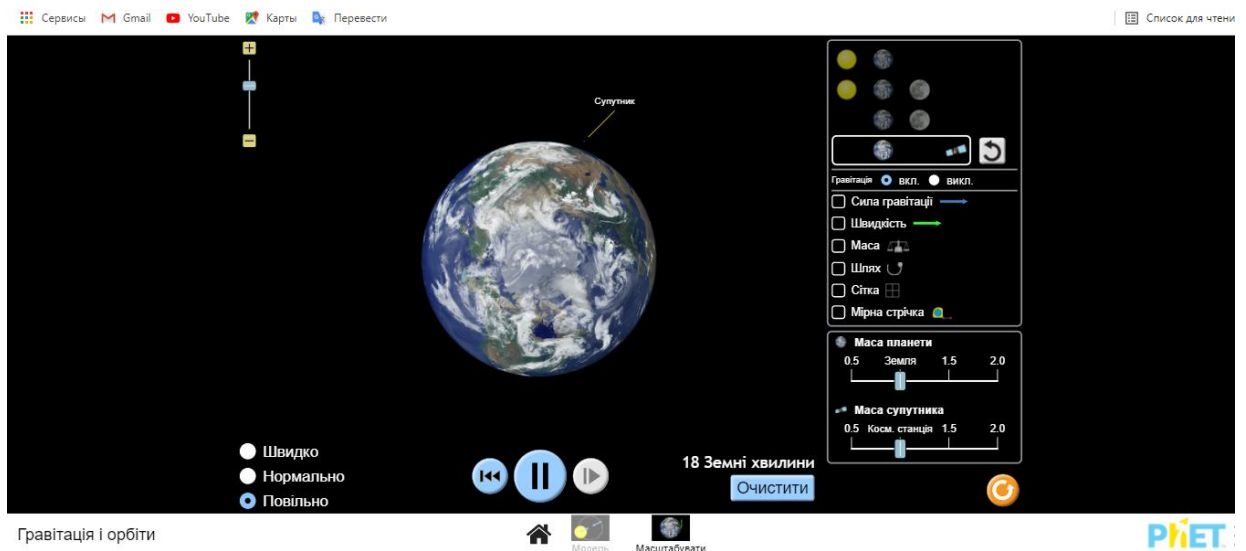 Сервисы Gmail YouTube Карты Перевести Список для чтени
Супутник
Гравітація вкл. викл.
Сила гравітації
Швидкість
Маса
Шлях
Сітка
Мірна стрічка
Маса планети
0.5 Земля 1.5 2.0
Маса супутника
0.5 Косм. станція 1.5 2.0
Швидко
Нормально
Повільно
18 Земні хвилини
Очистити
Гравітація і орбіти
Модель
Масштабувати
PhET